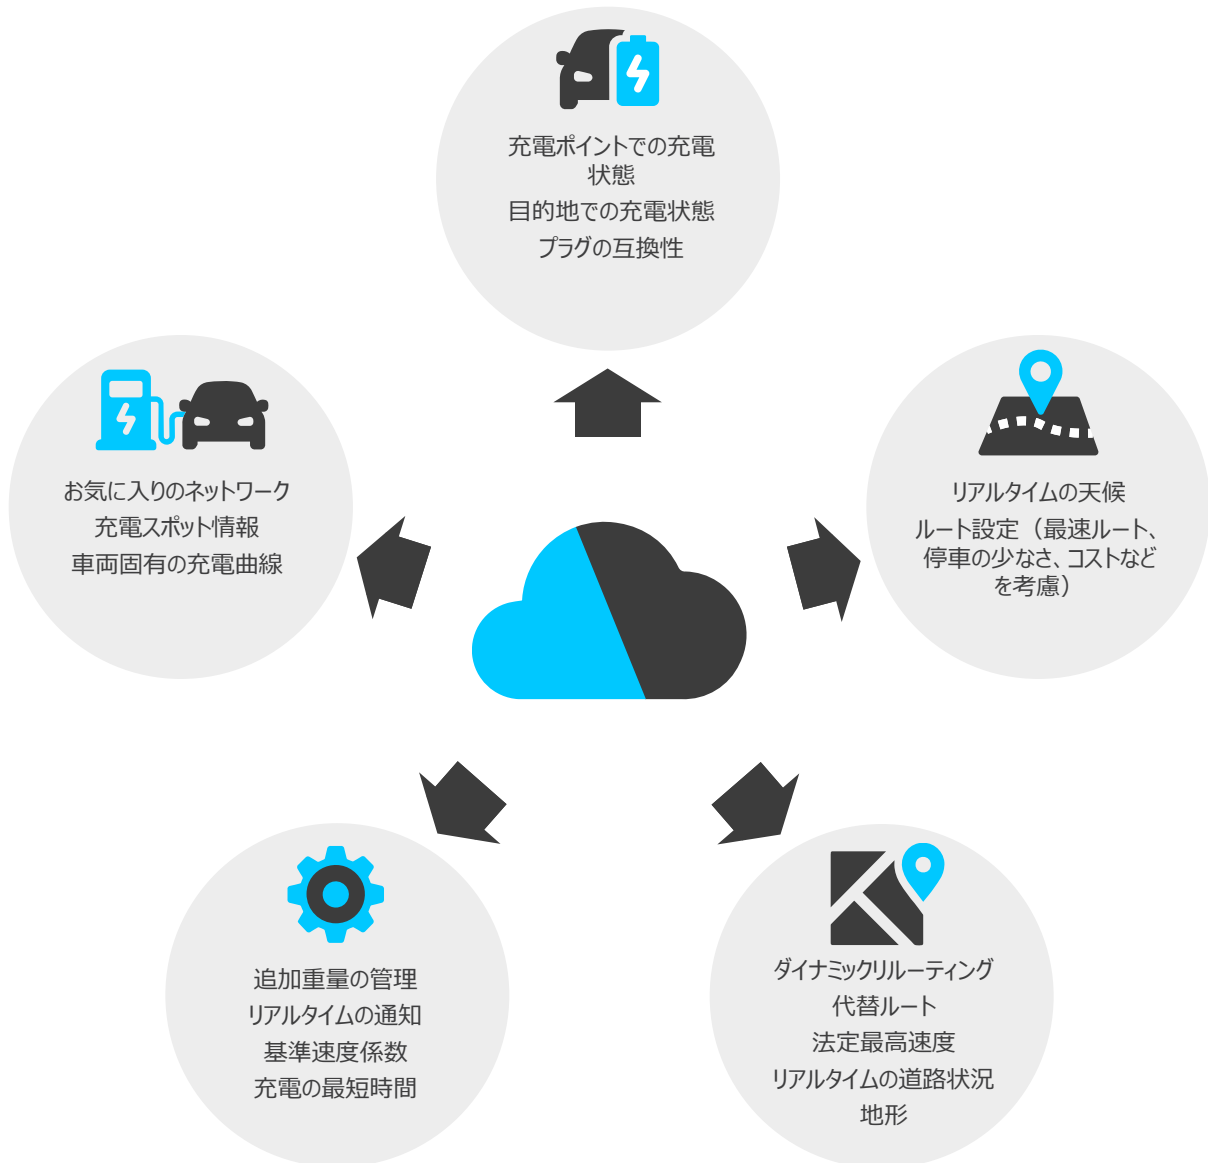 充電ポイントでの充電
状態
目的地での充電状態
プラグの互換性
お気に入りのネットワーク
充電スポット情報
車両固有の充電曲線
リアルタイムの天候
ルート設定（最速ルート、
停車の少なさ、コストなど
を考慮）
追加重量の管理
リアルタイムの通知
基準速度係数
充電の最短時間
ダイナミックリルーティング
代替ルート
法定最高速度
リアルタイムの道路状況
地形